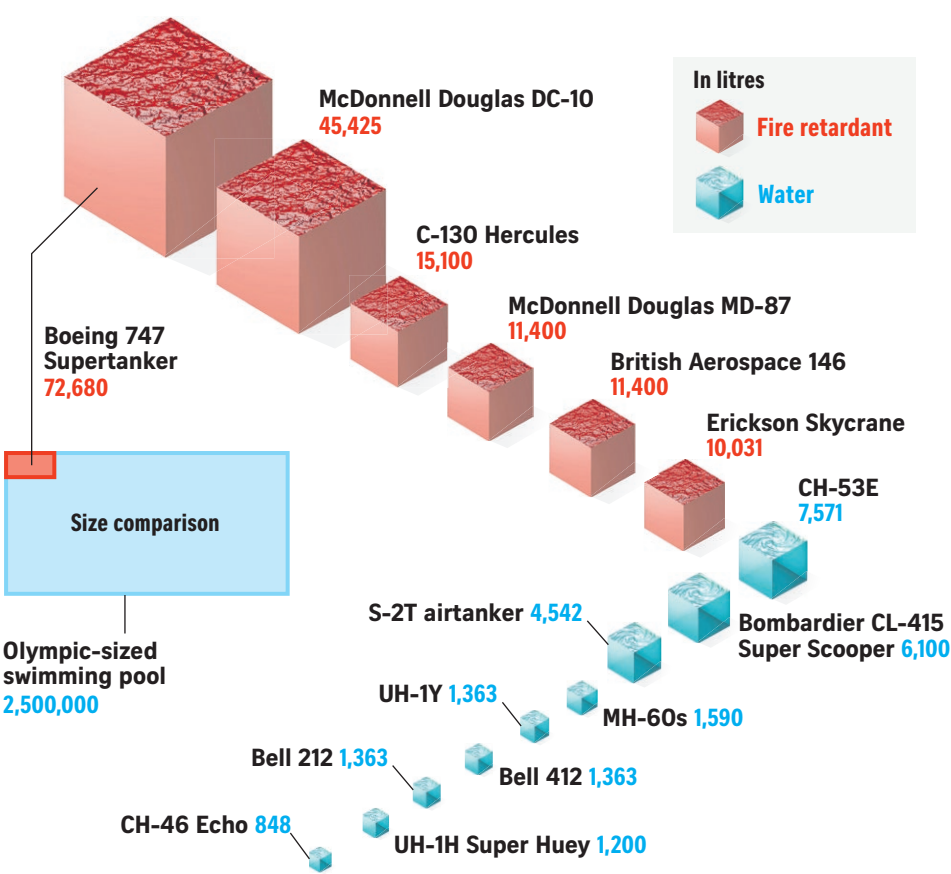 McDonnell Douglas DC-10
45,425
In litres
Fire retardant
Water
C-130 Hercules
15,100
McDonnell Douglas MD-87
11,400
Boeing 747
Supertanker
72,680
British Aerospace 146
11,400
Erickson Skycrane
10,031
CH-53E
7,571
Size comparison
Olympic-sized
swimming pool
2,500,000
S-2T airtanker 4,542
Bombardier CL-415
Super Scooper 6,100
UH-1Y 1,363
MH-60s 1,590
Bell 212 1,363
Bell 412 1,363
CH-46 Echo 848
UH-1H Super Huey 1,200